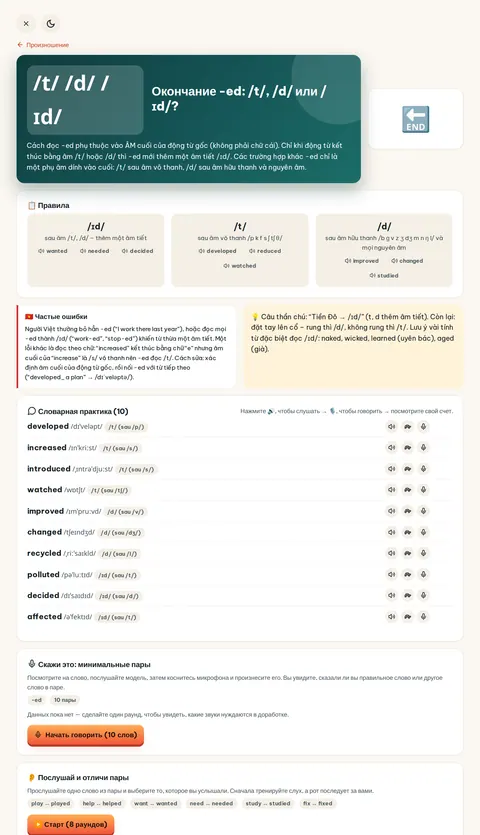 ← Произношение
/t/ /d/ /
ɪd/
Окончание -ed: /t/, /d/ или /
ɪd/?
Cách đọc -ed phụ thuộc vào ÂM cuối của động từ gốc (không phải chữ cái). Chỉ khi động từ kết
thúc bằng âm /t/ hoặc /d/ thì -ed mới thêm một âm tiết /ɪd/. Các trường hợp khác -ed chỉ là
một phụ âm dính vào cuối: /t/ sau âm vô thanh, /d/ sau âm hữu thanh và nguyên âm.
END
Правила
/ɪd/
sau âm /t/, /d/ – thêm một âm tiết
wanted needed decided
/t/
sau âm vô thanh /p k f s ʃ tʃ θ/
developed reduced
watched
/d/
sau âm hữu thanh /b g v z ʒ dʒ m n ŋ l/ và
mọi nguyên âm
improved changed
studied
Частые ошибки
Người Việt thường bỏ hẳn -ed ("I work there last year"), hoặc đọc mọi
-ed thành /ɪd/ ("work-ed", "stop-ed") khiến từ thừa một âm tiết. Một
lỗi khác là đọc theo chữ: "increased" kết thúc bằng chữ "e" nhưng âm
cuối của "increase" là /s/ vô thanh nên -ed đọc /t/. Cách sửa: xác
định âm cuối của động từ gốc, rồi nối -ed với từ tiếp theo
("developed‿a plan" → /dɪˈveləptə/).
Câu thần chú: "Tiền Đô → /ɪd/" (t, d thêm âm tiết). Còn lại:
đặt tay lên cổ – rung thì /d/, không rung thì /t/. Lưu ý vài tính
từ đặc biệt đọc /ɪd/: naked, wicked, learned (uyên bác), aged
(già).
Словарная практика (10)
Нажмите 🔊, чтобы слушать → 🎙️, чтобы говорить → посмотрите свой счет.
developed /dɪˈveləpt/ /t/ (sau /p/)
increased /ɪnˈkriːst/ /t/ (sau /s/)
introduced /ˌɪntrəˈdjuːst/ /t/ (sau /s/)
watched /wɒtʃt/ /t/ (sau /tʃ/)
improved /ɪmˈpruːvd/ /d/ (sau /v/)
changed /tʃeɪndʒd/ /d/ (sau /dʒ/)
recycled /ˌriːˈsaɪkld/ /d/ (sau /l/)
polluted /pəˈluːtɪd/ /ɪd/ (sau /t/)
decided /dɪˈsaɪdɪd/ /ɪd/ (sau /d/)
affected /əˈfektɪd/ /ɪd/ (sau /t/)
Скажи это: минимальные пары
Посмотрите на слово, послушайте модель, затем коснитесь микрофона и произнесите его. Вы увидите, сказали ли вы правильное слово или другое
слово в паре.
-ed 10 пары
Данных пока нет — сделайте один раунд, чтобы увидеть, какие звуки нуждаются в доработке.
Начать говорить (10 слов)
Послушай и отличи пары
Прослушайте одно слово из пары и выберите то, которое вы услышали. Сначала тренируйте слух, а рот последует за вами.
play ↔ played help ↔ helped want ↔ wanted need ↔ needed study ↔ studied fix ↔ fixed
Старт (8 раундов)